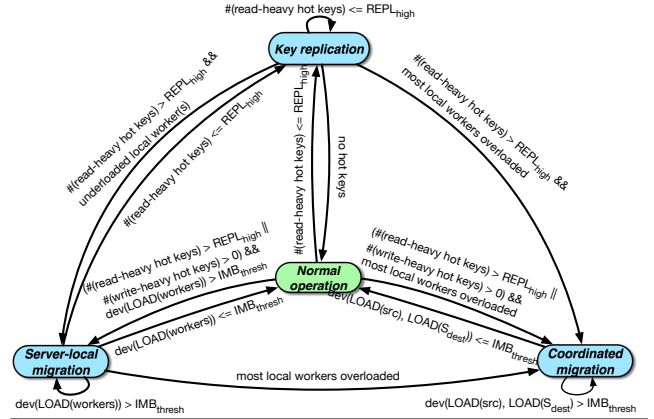 #(read-heavy hot keys) <= REPL_high
Key replication
#(read-heavy hot keys) > REPL_high &&
underloaded local worker(s)
#(read-heavy hot keys) <= REPL_high
#(read-heavy hot keys) <= REPL_high
no hot keys
#(read-heavy hot keys) > REPL_high &&
most local workers overloaded
(#(read-heavy hot keys) > REPL_high ||
#(write-heavy hot keys) > 0) &&
dev(LOAD(workers)) > IMB_thresh
Normal
operation
(#(read-heavy hot keys) > REPL_high ||
#(write-heavy hot keys) > 0) &&
most local workers overloaded
dev(LOAD(workers)) <= IMB_thresh
dev(LOAD(src), LOAD(S_dest)) <= IMB_thresh
Server-local
migration
Coordinated
migration
most local workers overloaded
dev(LOAD(workers)) > IMB_thresh
dev(LOAD(src), LOAD(S_dest) > IMB_thresh